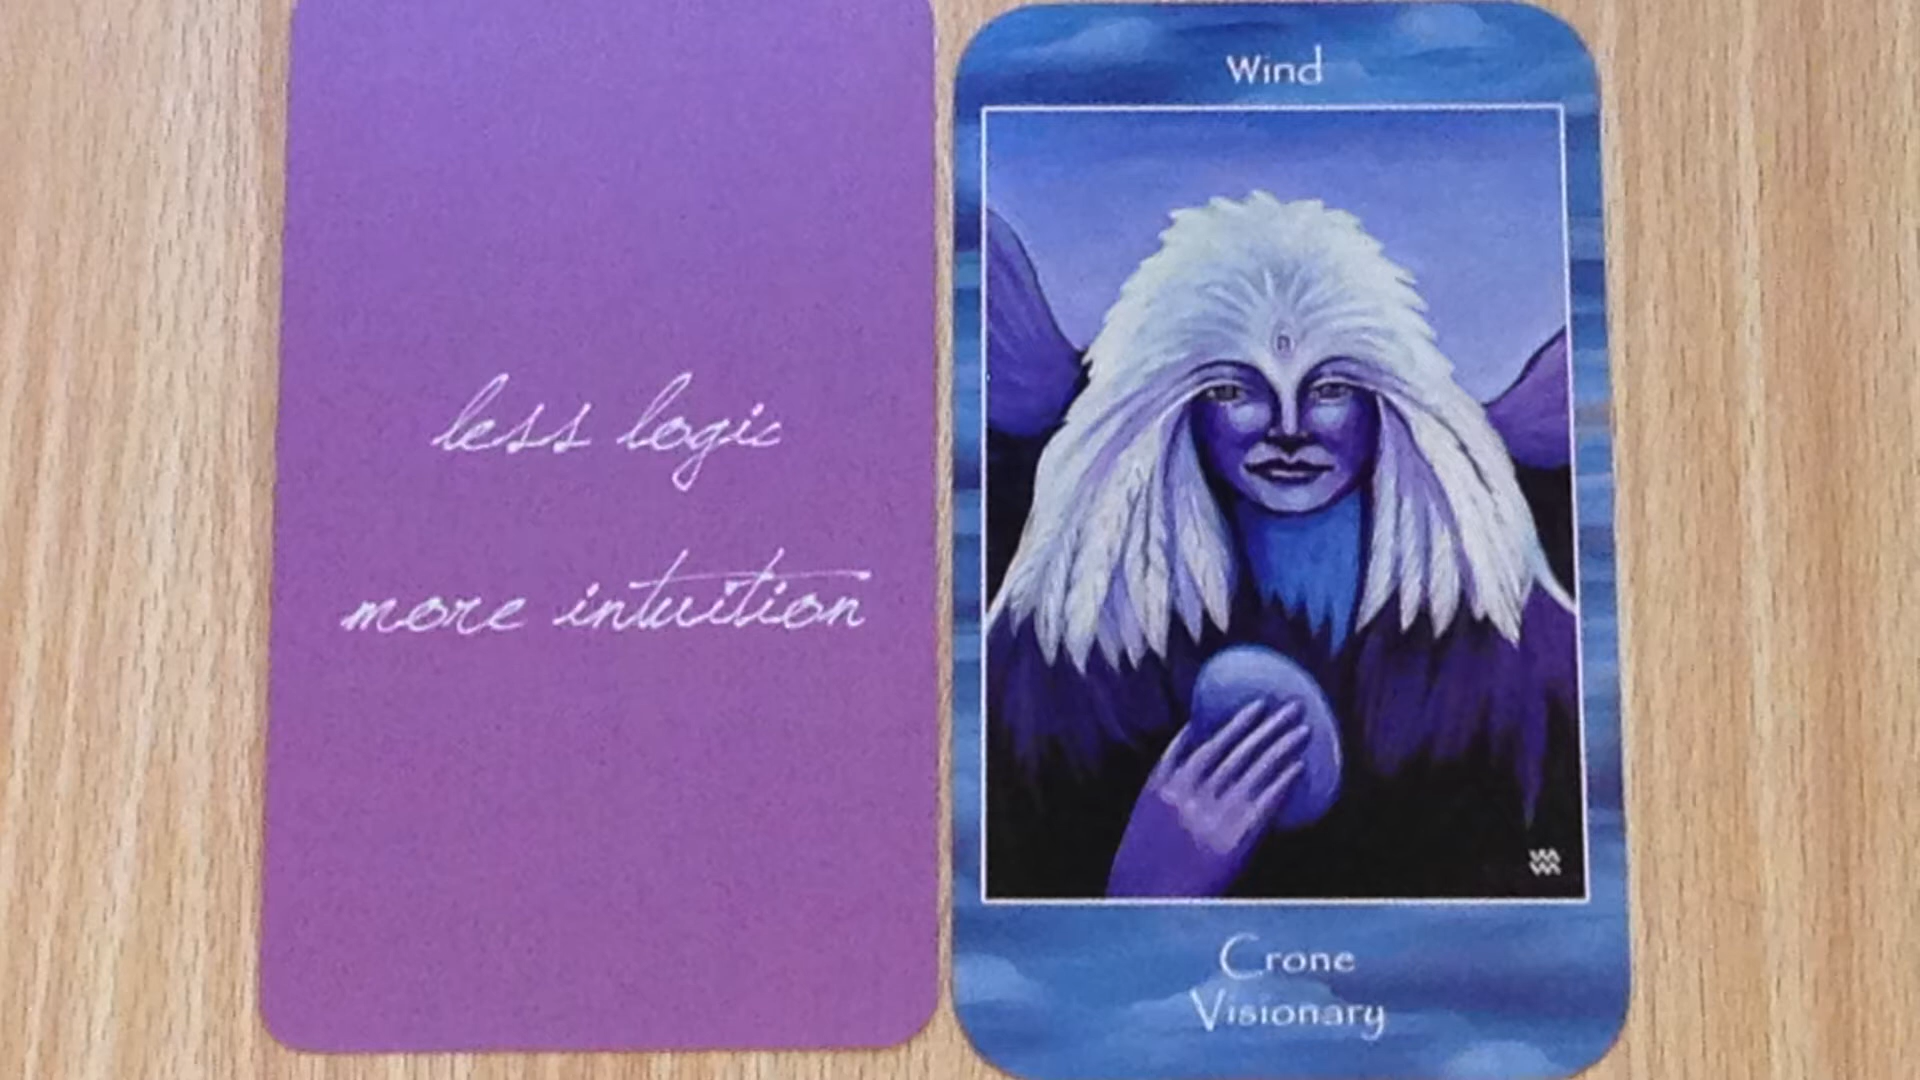 less logic
more intuition
Wind
Crone
Visionary